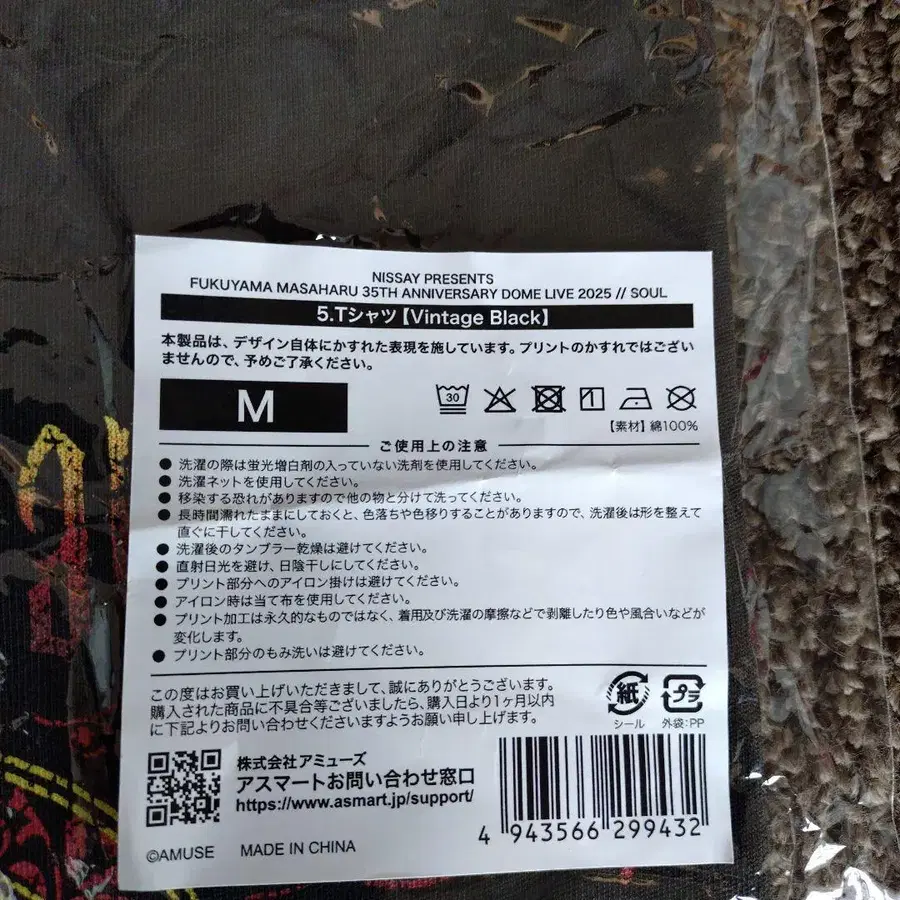 NISSAY PRESENTS
FUKUYAMA MASAHARU 35TH ANNIVERSARY DOME LIVE 2025 // SOUL
5.Tシャツ【Vintage Black】
本製品は、デザイン自体にかすれた表現を施しています。プリントのかすれではござい
ませんので、予めご了承ください。
M
30
【素材】綿100%
ご使用上の注意
● 洗濯の際は蛍光増白剤の入っていない洗剤を使用してください。
● 洗濯ネットを使用してください。
● 移染する恐れがありますので他の物と分けて洗ってください。
● 長時間濡れたままにしておくと、色落ちや色移りすることがありますので、洗濯後は形を整えて
直ぐに干してください。
● 洗濯後のタンブラー乾燥は避けてください。
● 直射日光を避け、日陰干しにしてください。
● プリント部分へのアイロン掛けは避けてください。
● アイロン時は当て布を使用してください。
● プリント加工は永久的なものではなく、着用及び洗濯の摩擦などで剥離したり色や風合いなどが
変化します。
● プリント部分のもみ洗いは避けてください。
この度はお買い上げいただきまして、誠にありがとうございます。
購入された商品に不具合等ございましたら、購入日より1ヶ月以内
に下記よりお問い合わせくださいますようお願い申し上げます。
紙
シール
プラ
外袋:PP
株式会社アミューズ
アスマートお問い合わせ窓口
https://www.asmart.jp/support/
4 943566 299432
©AMUSE MADE IN CHINA